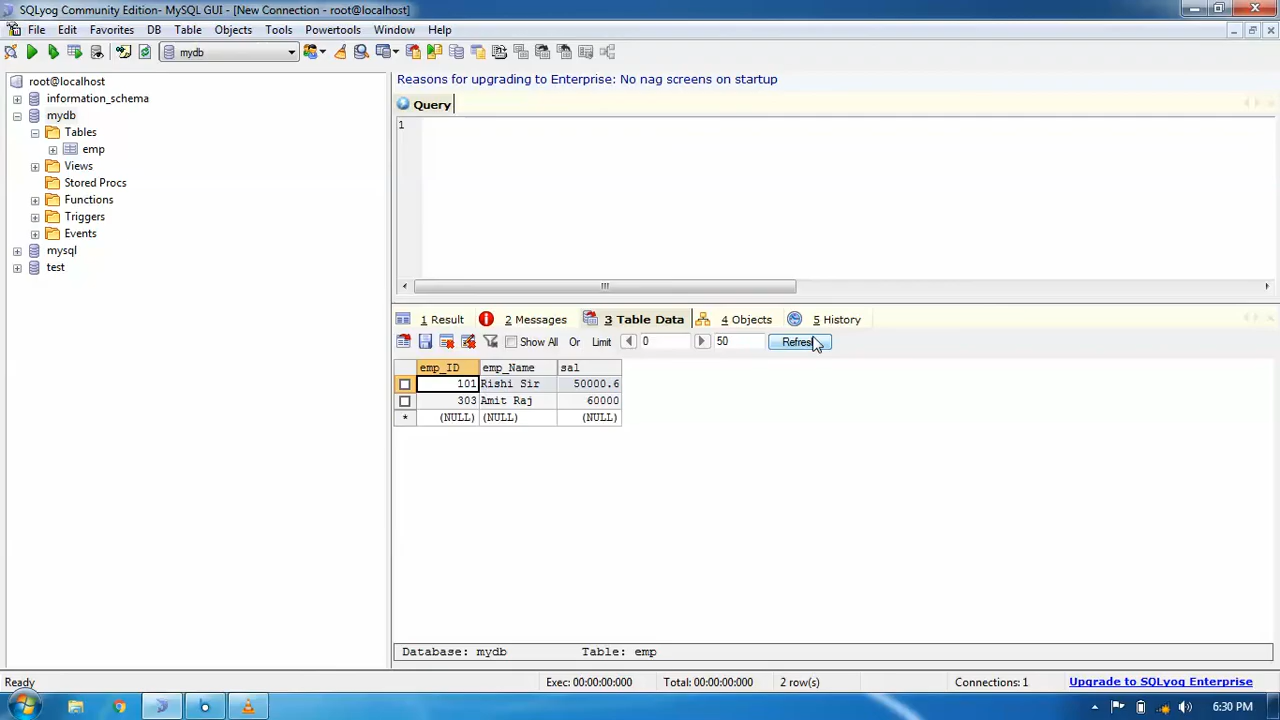 SQLyog Community Edition- MySQL GUI - [New Connection - root@localhost]
File Edit Favorites DB Table Objects Tools Powertools Window Help
mydb
root@localhost
information_schema
mydb
Tables
emp
Views
Stored Procs
Functions
Triggers
Events
mysql
test
Reasons for upgrading to Enterprise: No nag screens on startup
Query
1
1 Result 2 Messages 3 Table Data 4 Objects 5 History
Show All Or Limit 0 50 Refresh
emp_ID emp_Name sal
101 Rishi Sir 50000.6
303 Amit Raj 60000
* (NULL) (NULL) (NULL)
Database: mydb Table: emp
Ready Exec: 00:00:00:000 Total: 00:00:00:000 2 row(s) Connections: 1 Upgrade to SQLyog Enterprise
6:30 PM